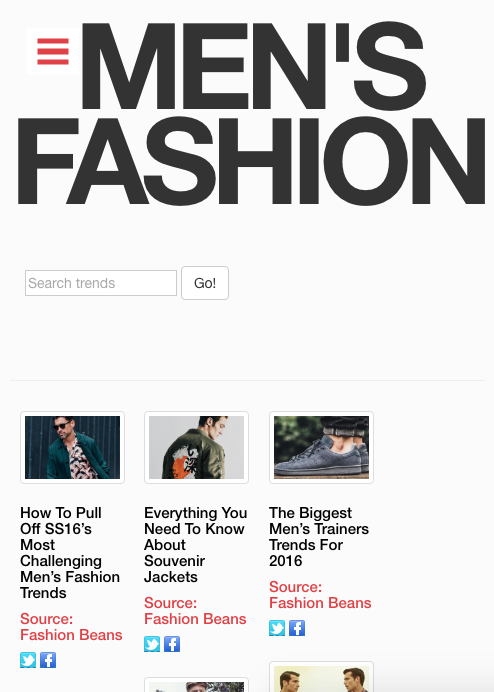 MEN'S
FASHION
Search trends
Go!
How To Pull
Off SS16’s
Most
Challenging
Men’s Fashion
Trends
Source:
Fashion Beans
Everything You
Need To Know
About
Souvenir
Jackets
Source:
Fashion Beans
The Biggest
Men’s Trainers
Trends For
2016
Source:
Fashion Beans